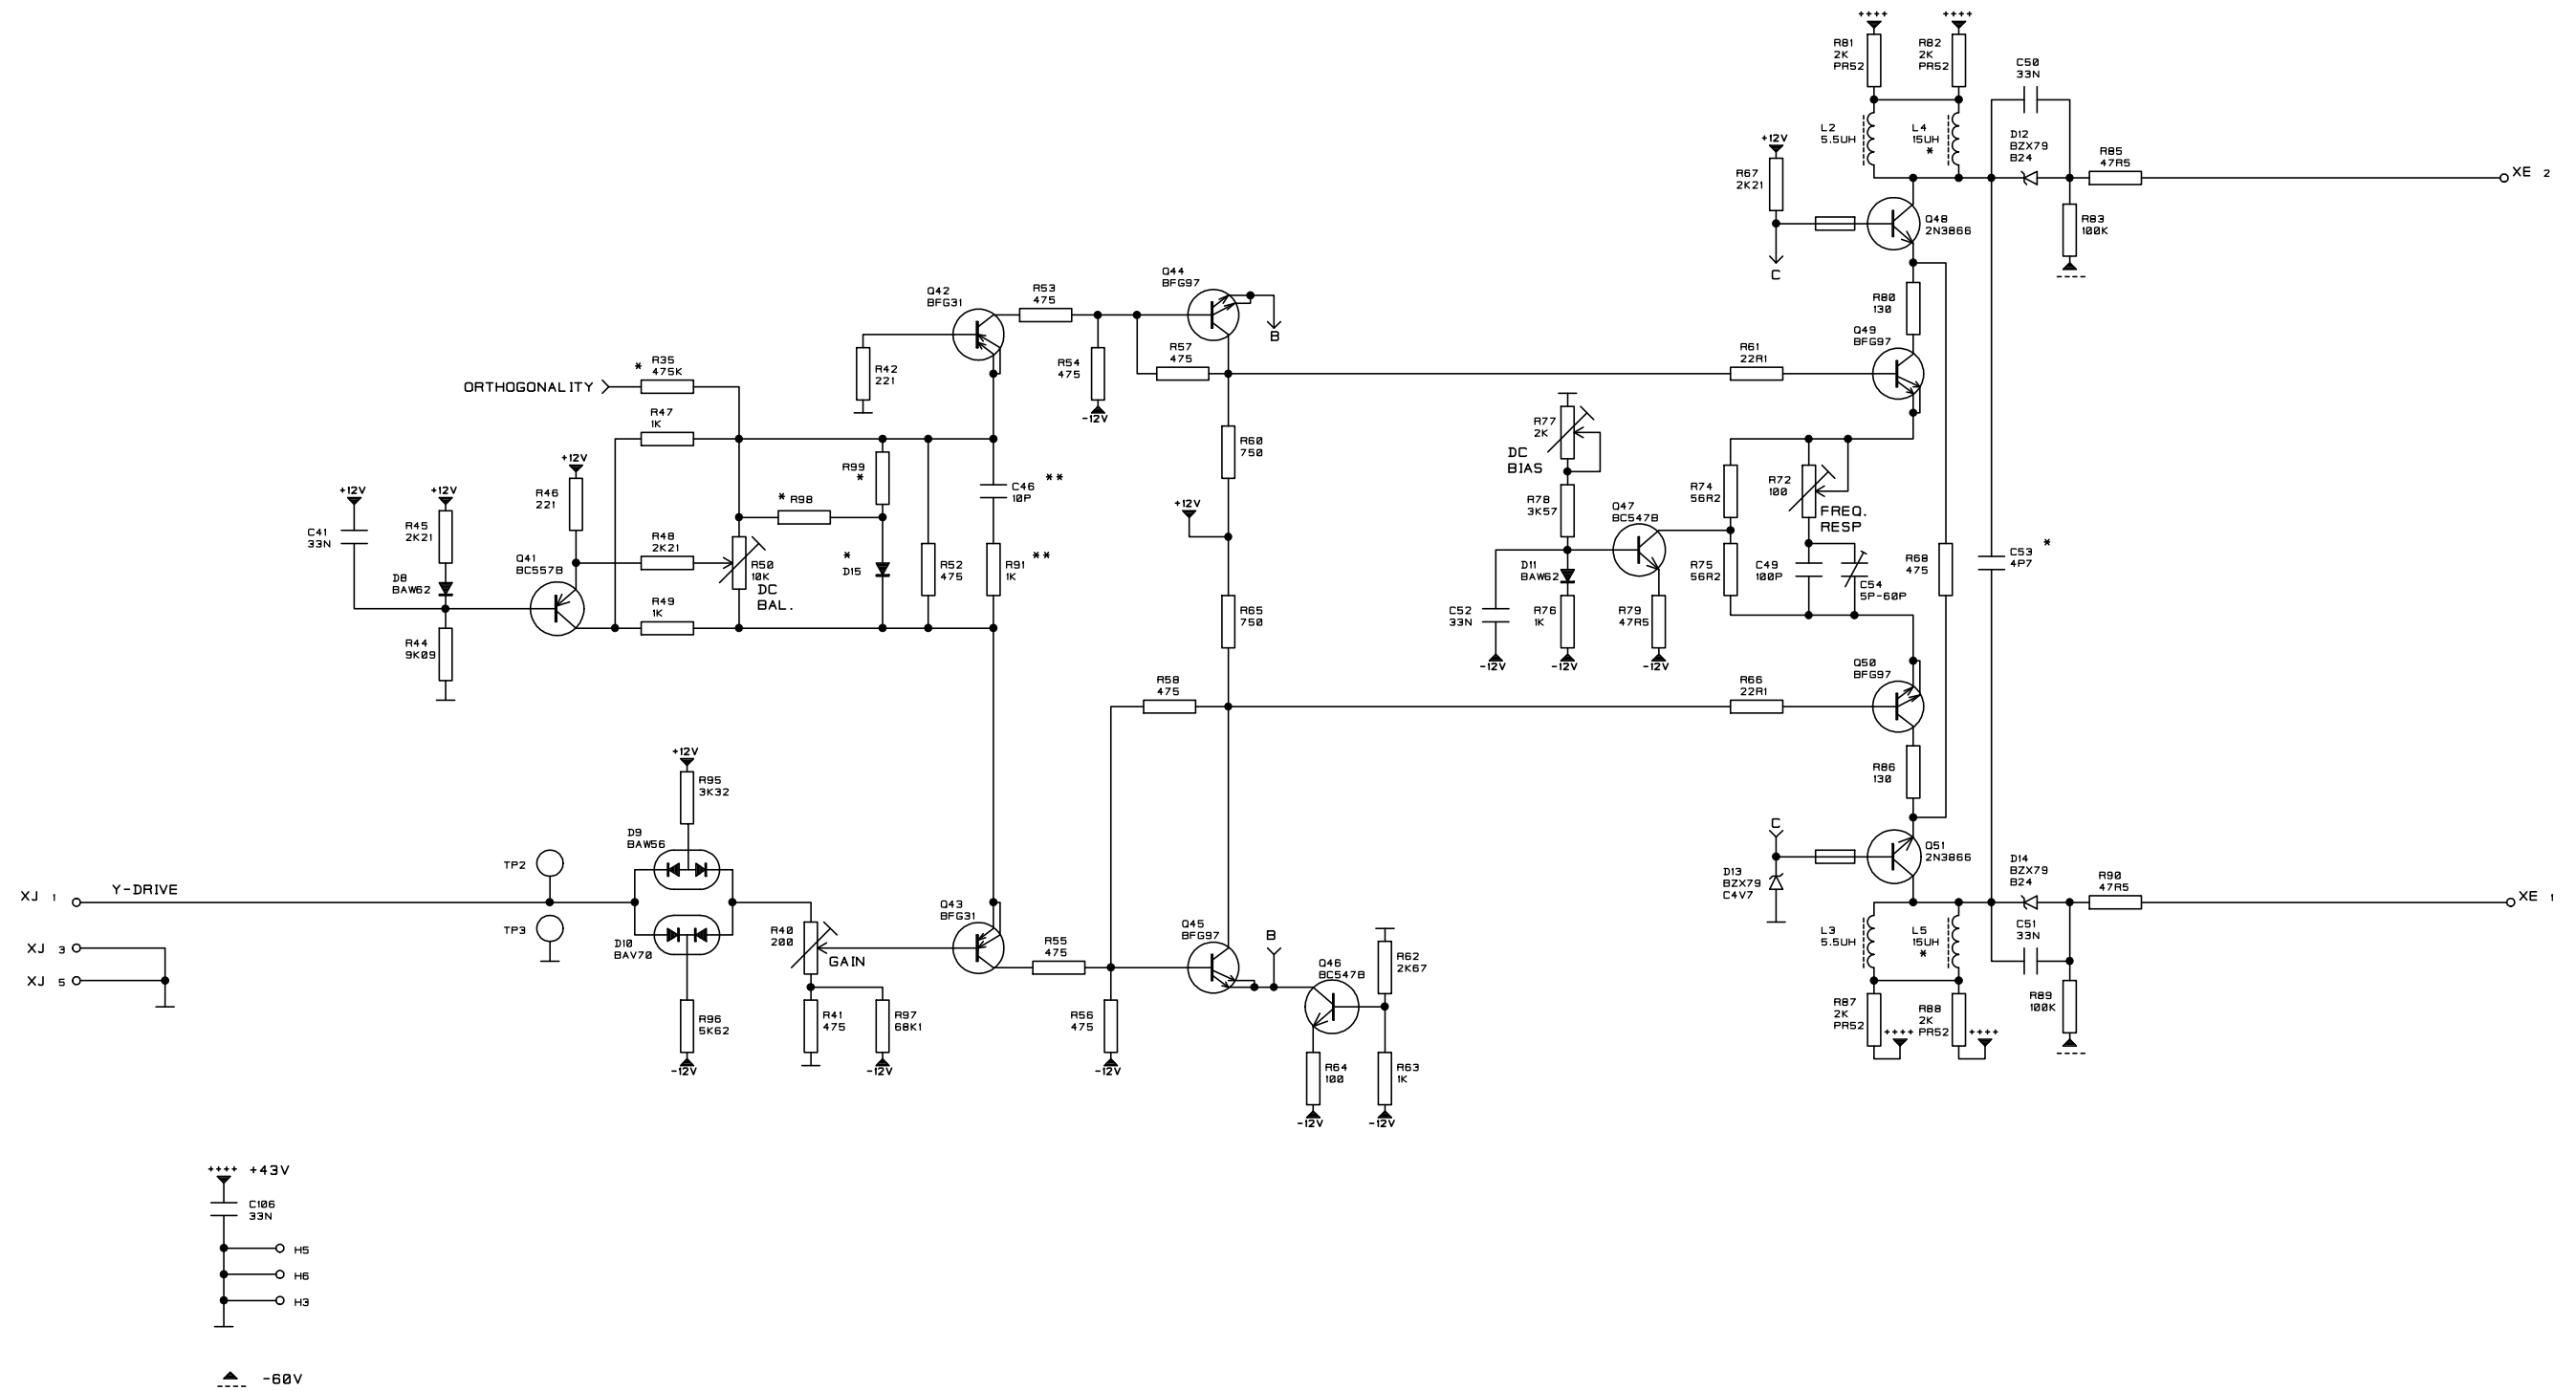 ++++
++++
R81
2K
PR52
R82
2K
PR52
C50
33N
L2
5.5UH
L4
15UH
*
D12
BZX79
B24
R85
47R5
XE 2
+12V
R67
2K21
C
Q48
2N3866
R83
100K
-----
R80
130
Q49
BFG97
Q42
BFG31
R53
475
Q44
BFG97
B
R42
221
R54
475
-12V
R57
475
R61
22R1
ORTHOGONALITY
*
R35
475K
R47
1K
+12V
R46
221
+12V
+12V
C41
33N
R45
2K21
D8
BAW62
R44
9K09
Q41
BC557B
R48
2K21
R49
1K
* R98
R99
*
*
D15
R50
10K
DC
BAL.
R52
475
C46
10P
**
R91
1K
**
R60
750
+12V
R65
750
R77
2K
DC
BIAS
R78
3K57
Q47
BC547B
D11
BAW62
C52
33N
R76
1K
R79
47R5
-12V
-12V
-12V
R74
56R2
R72
100
FREQ.
RESP
R75
56R2
C49
100P
C54
5P-60P
R68
475
C53
4P7
*
R58
475
R66
22R1
Q50
BFG97
R86
130
+12V
R95
3K32
D9
BAW56
TP2
TP3
XJ 1
Y-DRIVE
XJ 3
XJ 5
D10
BAV70
R96
5K62
-12V
R40
200
GAIN
R41
475
R97
68K1
-12V
Q43
BFG31
R55
475
R56
475
-12V
Q45
BFG97
B
Q46
BC547B
R62
2K67
R64
100
R63
1K
-12V
-12V
C
D13
BZX79
C4V7
Q51
2N3866
D14
BZX79
B24
R90
47R5
XE 1
L3
5.5UH
L5
15UH
*
C51
33N
R87
2K
PR52
++++
R88
2K
PR52
++++
R89
100K
-----
++++ +43V
C106
33N
H5
H6
H3
----- -60V